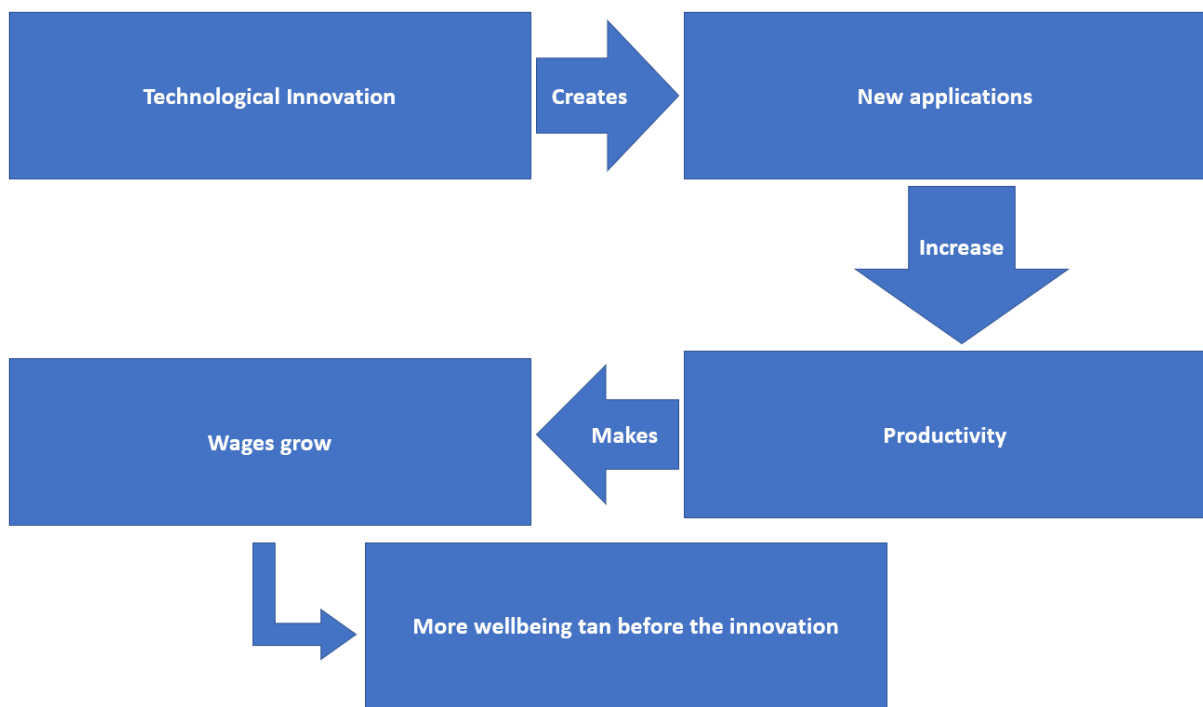 Technological Innovation
Creates
New applications
Increase
Productivity
Makes
Wages grow
More wellbeing tan before the innovation